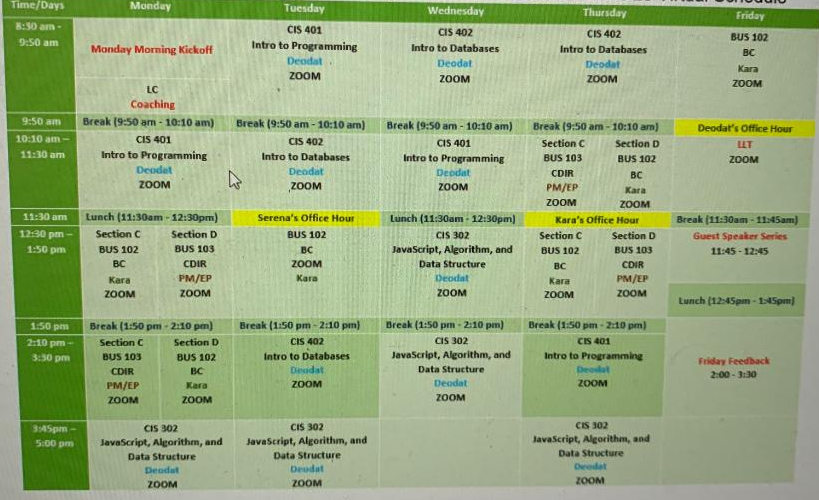 Time/Days Monday Tuesday Wednesday Thursday Friday
8:30 am -
9:50 am
Monday Morning Kickoff
LC
Coaching
CIS 401
Intro to Programming
Deodat
ZOOM
CIS 402
Intro to Databases
Deodat
ZOOM
CIS 402
Intro to Databases
Deodat
ZOOM
BUS 102
BC
Kara
ZOOM
9:50 am
Break (9:50 am - 10:10 am)
Break (9:50 am - 10:10 am)
Break (9:50 am - 10:10 am)
Break (9:50 am - 10:10 am)
Deodat's Office Hour
10:10 am –
11:30 am
CIS 401
Intro to Programming
Deodat
ZOOM
CIS 402
Intro to Databases
Deodat
ZOOM
CIS 401
Intro to Programming
Deodat
ZOOM
Section C
BUS 103
CDIR
PM/EP
ZOOM
Section D
BUS 102
BC
Kara
ZOOM
LLT
ZOOM
11:30 am
Lunch (11:30am - 12:30pm)
Serena's Office Hour
Lunch (11:30am - 12:30pm)
Kara's Office Hour
Break (11:30am - 11:45am)
12:30 pm –
1:50 pm
Section C
BUS 102
BC
Kara
ZOOM
Section D
BUS 103
CDIR
PM/EP
ZOOM
BUS 102
BC
ZOOM
Kara
CIS 302
JavaScript, Algorithm, and
Data Structure
Deodat
ZOOM
Section C
BUS 102
BC
Kara
ZOOM
Section D
BUS 103
CDIR
PM/EP
ZOOM
Guest Speaker Series
11:45 - 12:45
Lunch (12:45pm - 1:45pm)
1:50 pm
Break (1:50 pm - 2:10 pm)
Break (1:50 pm - 2:10 pm)
Break (1:50 pm - 2:10 pm)
Break (1:50 pm - 2:10 pm)
2:10 pm –
3:30 pm
Section C
BUS 103
CDIR
PM/EP
ZOOM
Section D
BUS 102
BC
Kara
ZOOM
CIS 402
Intro to Databases
Deodat
ZOOM
CIS 302
JavaScript, Algorithm, and
Data Structure
Deodat
ZOOM
CIS 401
Intro to Programming
Deodat
ZOOM
Friday Feedback
2:00 - 3:30
3:45pm –
5:00 pm
CIS 302
JavaScript, Algorithm, and
Data Structure
Deodat
ZOOM
CIS 302
JavaScript, Algorithm, and
Data Structure
Deodat
ZOOM
CIS 302
JavaScript, Algorithm, and
Data Structure
Deodat
ZOOM